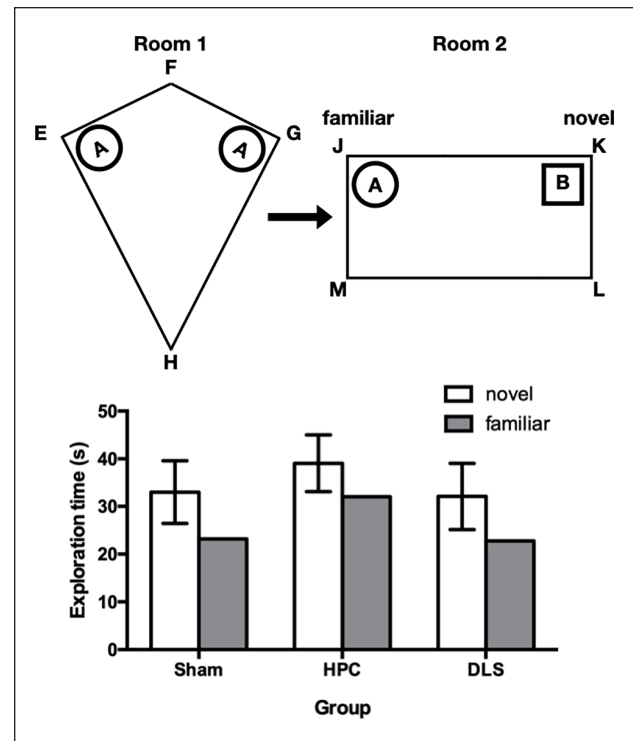 Room 1
Room 2
F
E
G
A
A
H
familiar
novel
J
K
A
B
M
L
novel
familiar
Exploration time (s)
50
40
30
20
10
0
Sham
HPC
DLS
Group